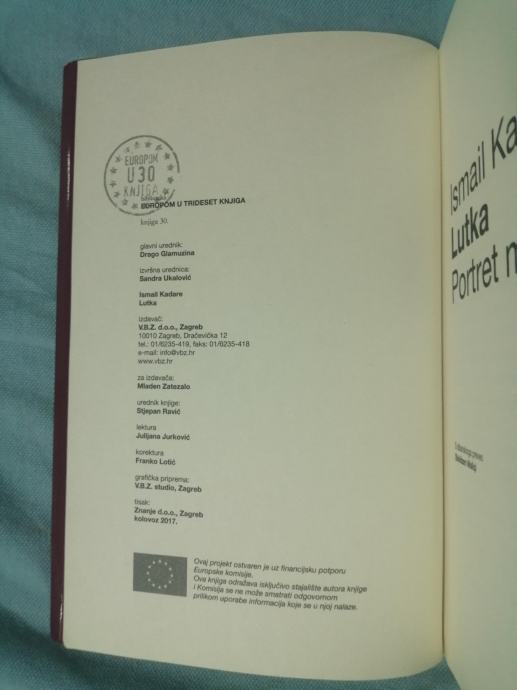 EUROPOM
U 30
KNJIGA
EUROPOM U TRIDESET KNJIGA
knjiga 30.
glavni urednik:
Drago Glamuzina
izvršna urednica:
Sandra Ukalović
Ismail Kadare
Lutka
izdavač:
V.B.Z. d.o.o., Zagreb
10010 Zagreb, Dračevička 12
tel.: 01/6235-419, faks: 01/6235-418
e-mail: info@vbz.hr
www.vbz.hr
za izdavača:
Mladen Zatezalo
urednik knjige:
Stjepan Ravić
lektura
Julijana Jurković
korektura
Franko Lotić
grafička priprema:
V.B.Z. studio, Zagreb
tisak:
Znanje d.o.o., Zagreb
kolovoz 2017.
Ovaj projekt ostvaren je uz financijsku potporu
Europske komisije.
Ova knjiga odražava isključivo stajalište autora knjige
i Komisija se ne može smatrati odgovornom
prilikom uporabe informacija koje se u njoj nalaze.
Ismail Ka
Lutka
Portret n
S albanskoga preveo